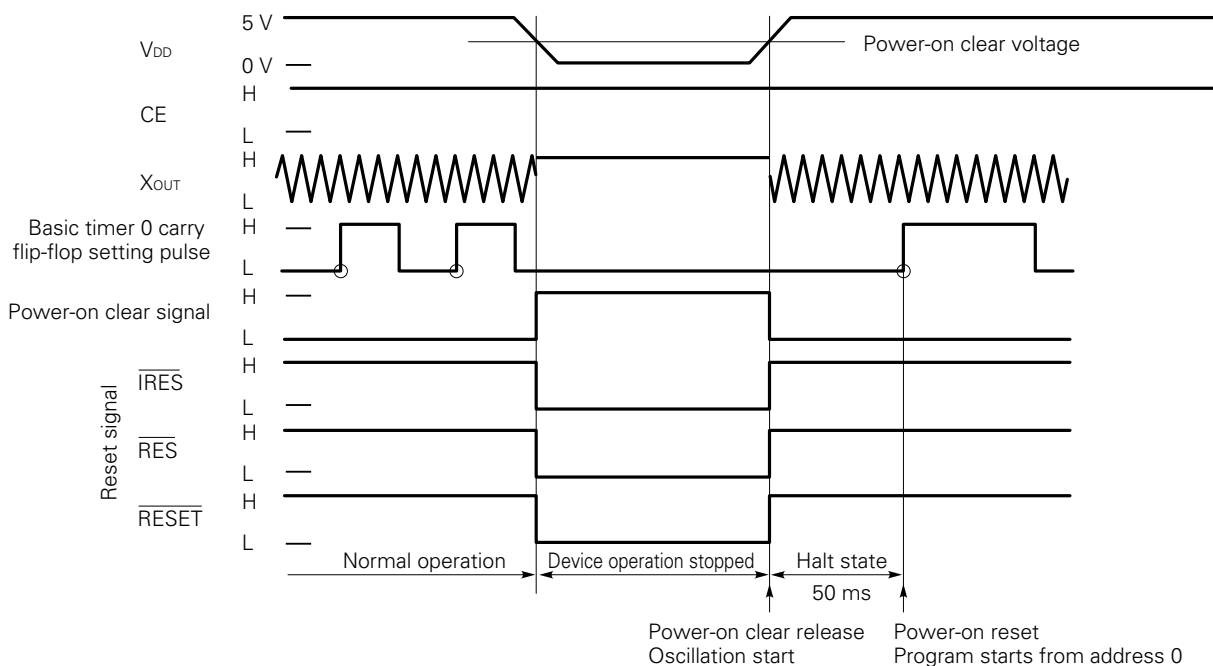 5 V
VDD
Power-on clear voltage
0 V
H
CE
L
H
XOUT
L
Basic timer 0 carry
flip-flop setting pulse
H
L
H
Power-on clear signal
L
Reset signal
H
IRES
L
H
RES
L
H
RESET
L
Normal operation
Device operation stopped
Halt state
50 ms
Power-on clear release
Oscillation start
Power-on reset
Program starts from address 0